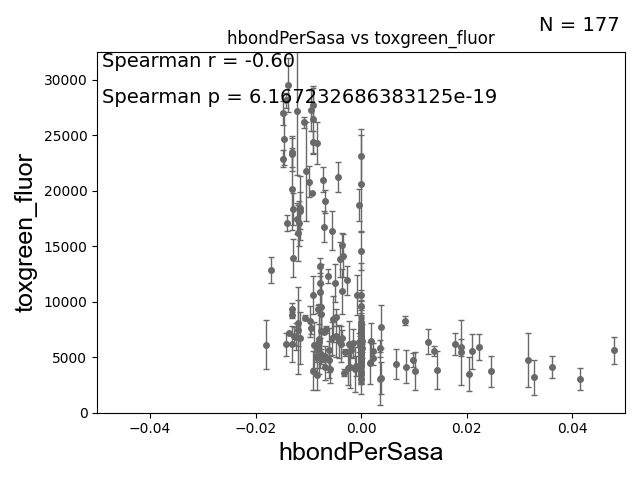 N = 177
hbondPerSasa vs toxgreen_fluor
Spearman r = -0.60
Spearman p = 6.167232686383125e-19
toxgreen_fluor
30000
25000
20000
15000
10000
5000
0
−0.04 −0.02 0.00 0.02 0.04
hbondPerSasa